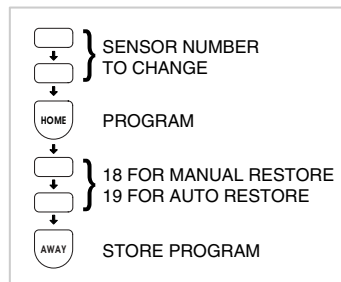 SENSOR NUMBER
TO CHANGE
HOME
PROGRAM
18 FOR MANUAL RESTORE
19 FOR AUTO RESTORE
AWAY
STORE PROGRAM